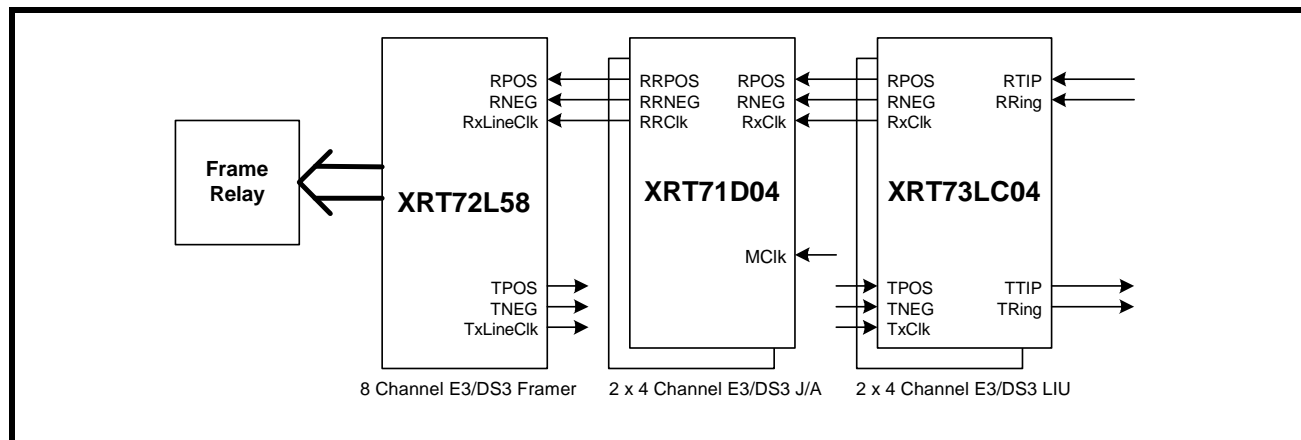 Frame
Relay
RPOS
RNEG
RxLineClk
XRT72L58
TPOS
TNEG
TxLineClk
8 Channel E3/DS3 Framer
RRPOS
RRNEG
RRClk
RPOS
RNEG
RxClk
XRT71D04
MClk
2 x 4 Channel E3/DS3 J/A
RPOS
RNEG
RxClk
RTIP
RRing
XRT73LC04
TPOS
TNEG
TxClk
TTIP
TRing
2 x 4 Channel E3/DS3 LIU